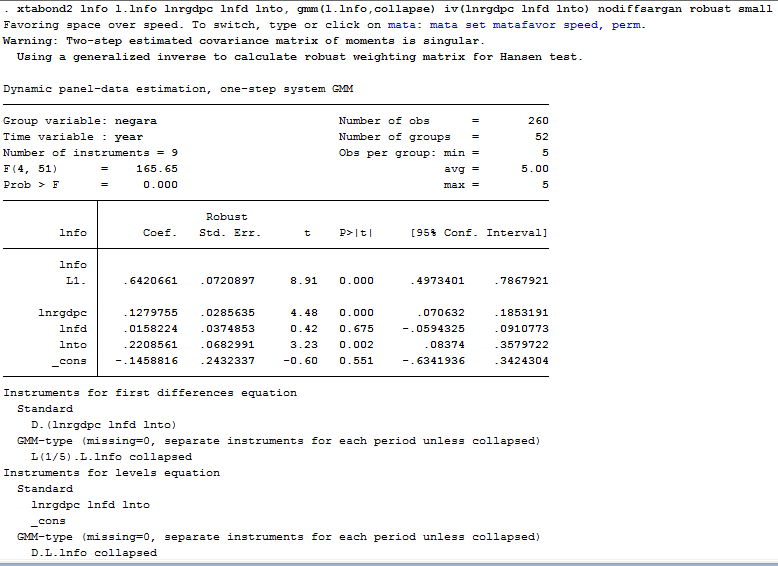 . xtabond2 lnfo l.lnfo lnrgdpc lnfd lnto, gmm(l.lnfo,collapse) iv(lnrgdpc lnfd lnto) nodiffsargan robust small
Favoring space over speed. To switch, type or click on mata: mata set matafavor speed, perm.
Warning: Two-step estimated covariance matrix of moments is singular.
Using a generalized inverse to calculate robust weighting matrix for Hansen test.
Dynamic panel-data estimation, one-step system GMM
Group variable: negara Number of obs = 260
Time variable : year Number of groups = 52
Number of instruments = 9 Obs per group: min = 5
F(4, 51) = 165.65 avg = 5.00
Prob > F = 0.000 max = 5
Robust
lnfo Coef. Std. Err. t P>|t| [95% Conf. Interval]
lnfo
L1. .6420661 .0720897 8.91 0.000 .4973401 .7867921
lnrgdpc .1279755 .0285635 4.48 0.000 .070632 .1853191
lnfd .0158224 .0374853 0.42 0.675 -.0594325 .0910773
lnto .2208561 .0682991 3.23 0.002 .08374 .3579722
_cons -.1458816 .2432337 -0.60 0.551 -.6341936 .3424304
Instruments for first differences equation
Standard
D.(lnrgdpc lnfd lnto)
GMM-type (missing=0, separate instruments for each period unless collapsed)
L(1/5).L.lnfo collapsed
Instruments for levels equation
Standard
lnrgdpc lnfd lnto
_cons
GMM-type (missing=0, separate instruments for each period unless collapsed)
D.L.lnfo collapsed